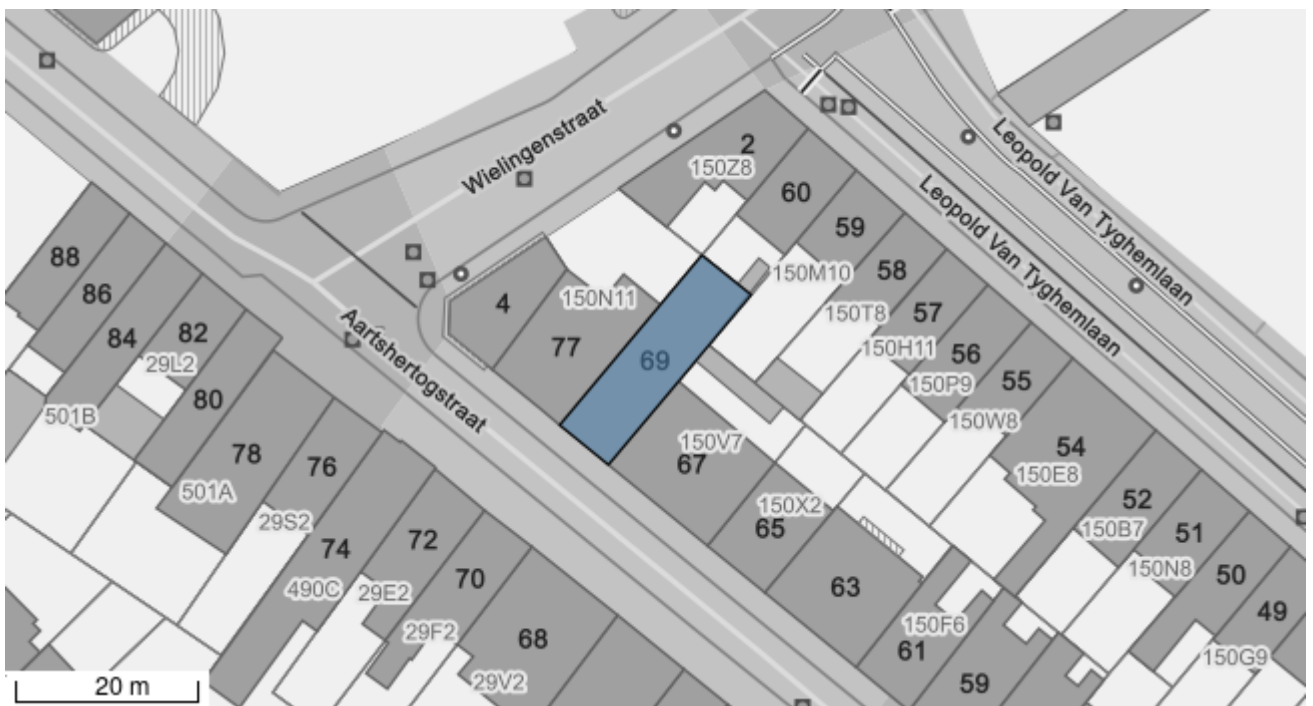 Wielingenstraat
Leopold Van Tyghemlaan
Leopold Van Tyghemlaan
Aartshertogstraat
2
150Z8
60
59
150M10
58
150T8
57
150H11
56
150P9
55
150W8
54
150E8
52
150B7
51
150N8
50
49
150G9
4
150N11
77
69
150V7
67
150X2
65
63
150F6
61
59
88
86
84
82
29L2
80
501B
78
501A
76
29S2
74
490C
72
29E2
70
29F2
68
29V2
20 m